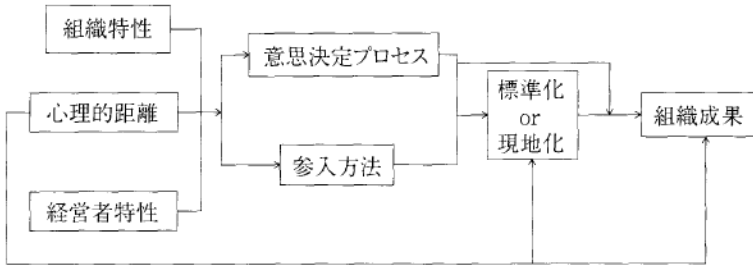 組織特性
意思決定プロセス
心理的距離
標準化
or
現地化
組織成果
参入方法
経営者特性